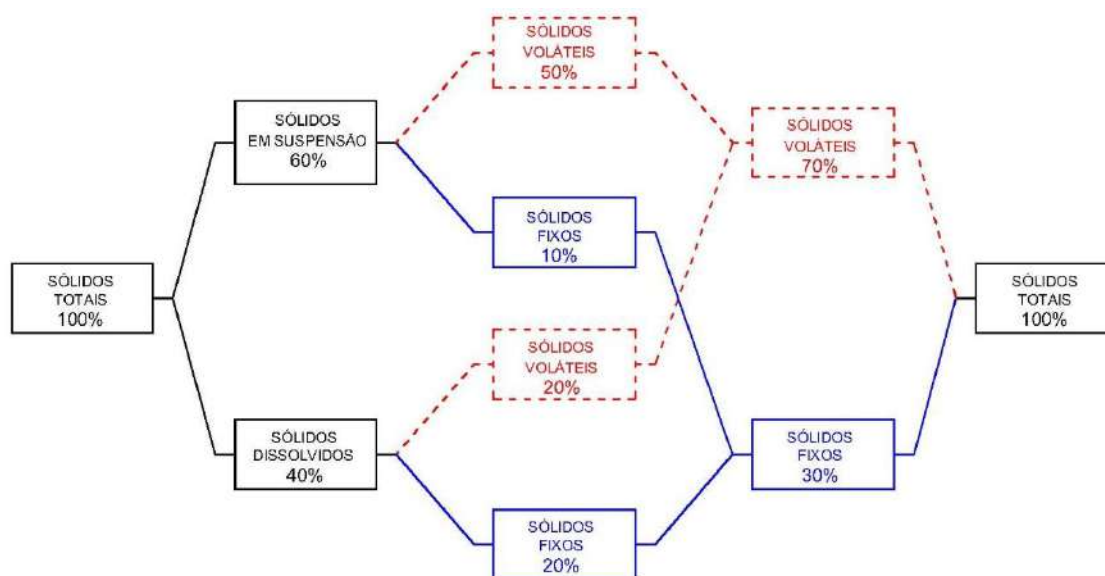 SÓLIDOS
TOTAIS
100%
SÓLIDOS
EM SUSPENSÃO
60%
SÓLIDOS
DISSOLVIDOS
40%
SÓLIDOS
VOLÁTEIS
50%
SÓLIDOS
FIXOS
10%
SÓLIDOS
VOLÁTEIS
20%
SÓLIDOS
FIXOS
20%
SÓLIDOS
VOLÁTEIS
70%
SÓLIDOS
FIXOS
30%
SÓLIDOS
TOTAIS
100%